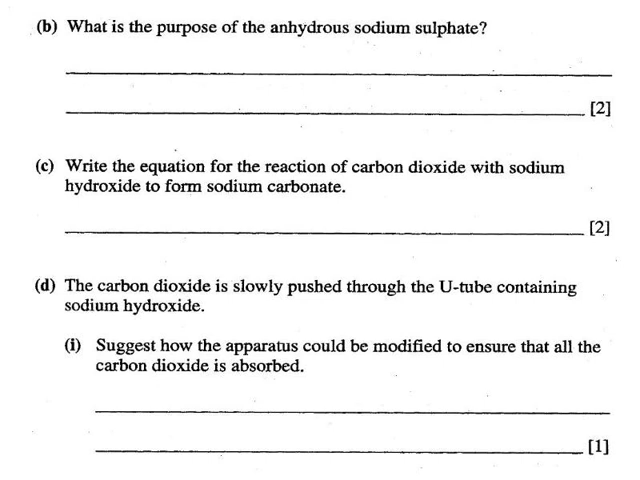 (b) What is the purpose of the anhydrous sodium sulphate?
[2]
(c) Write the equation for the reaction of carbon dioxide with sodium
hydroxide to form sodium carbonate.
[2]
(d) The carbon dioxide is slowly pushed through the U-tube containing
sodium hydroxide.
(i) Suggest how the apparatus could be modified to ensure that all the
carbon dioxide is absorbed.
[1]